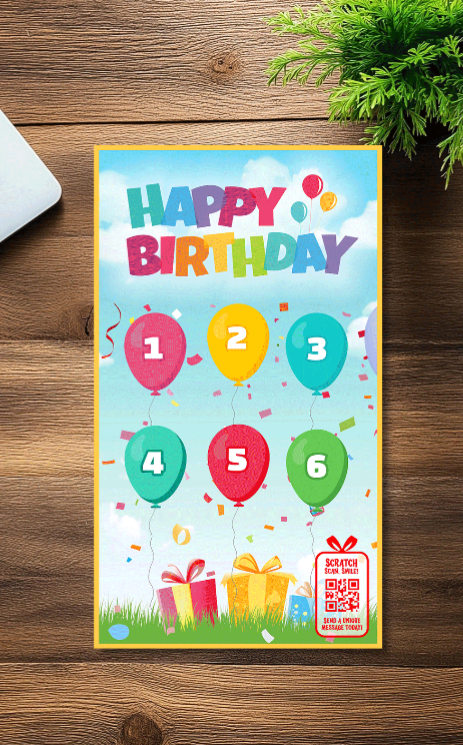 HAPPY
BIRTHDAY
1
2
3
4
5
6
SCRATCH
SCAN. SMILE!
SEND A UNIQUE
MESSAGE TODAY!